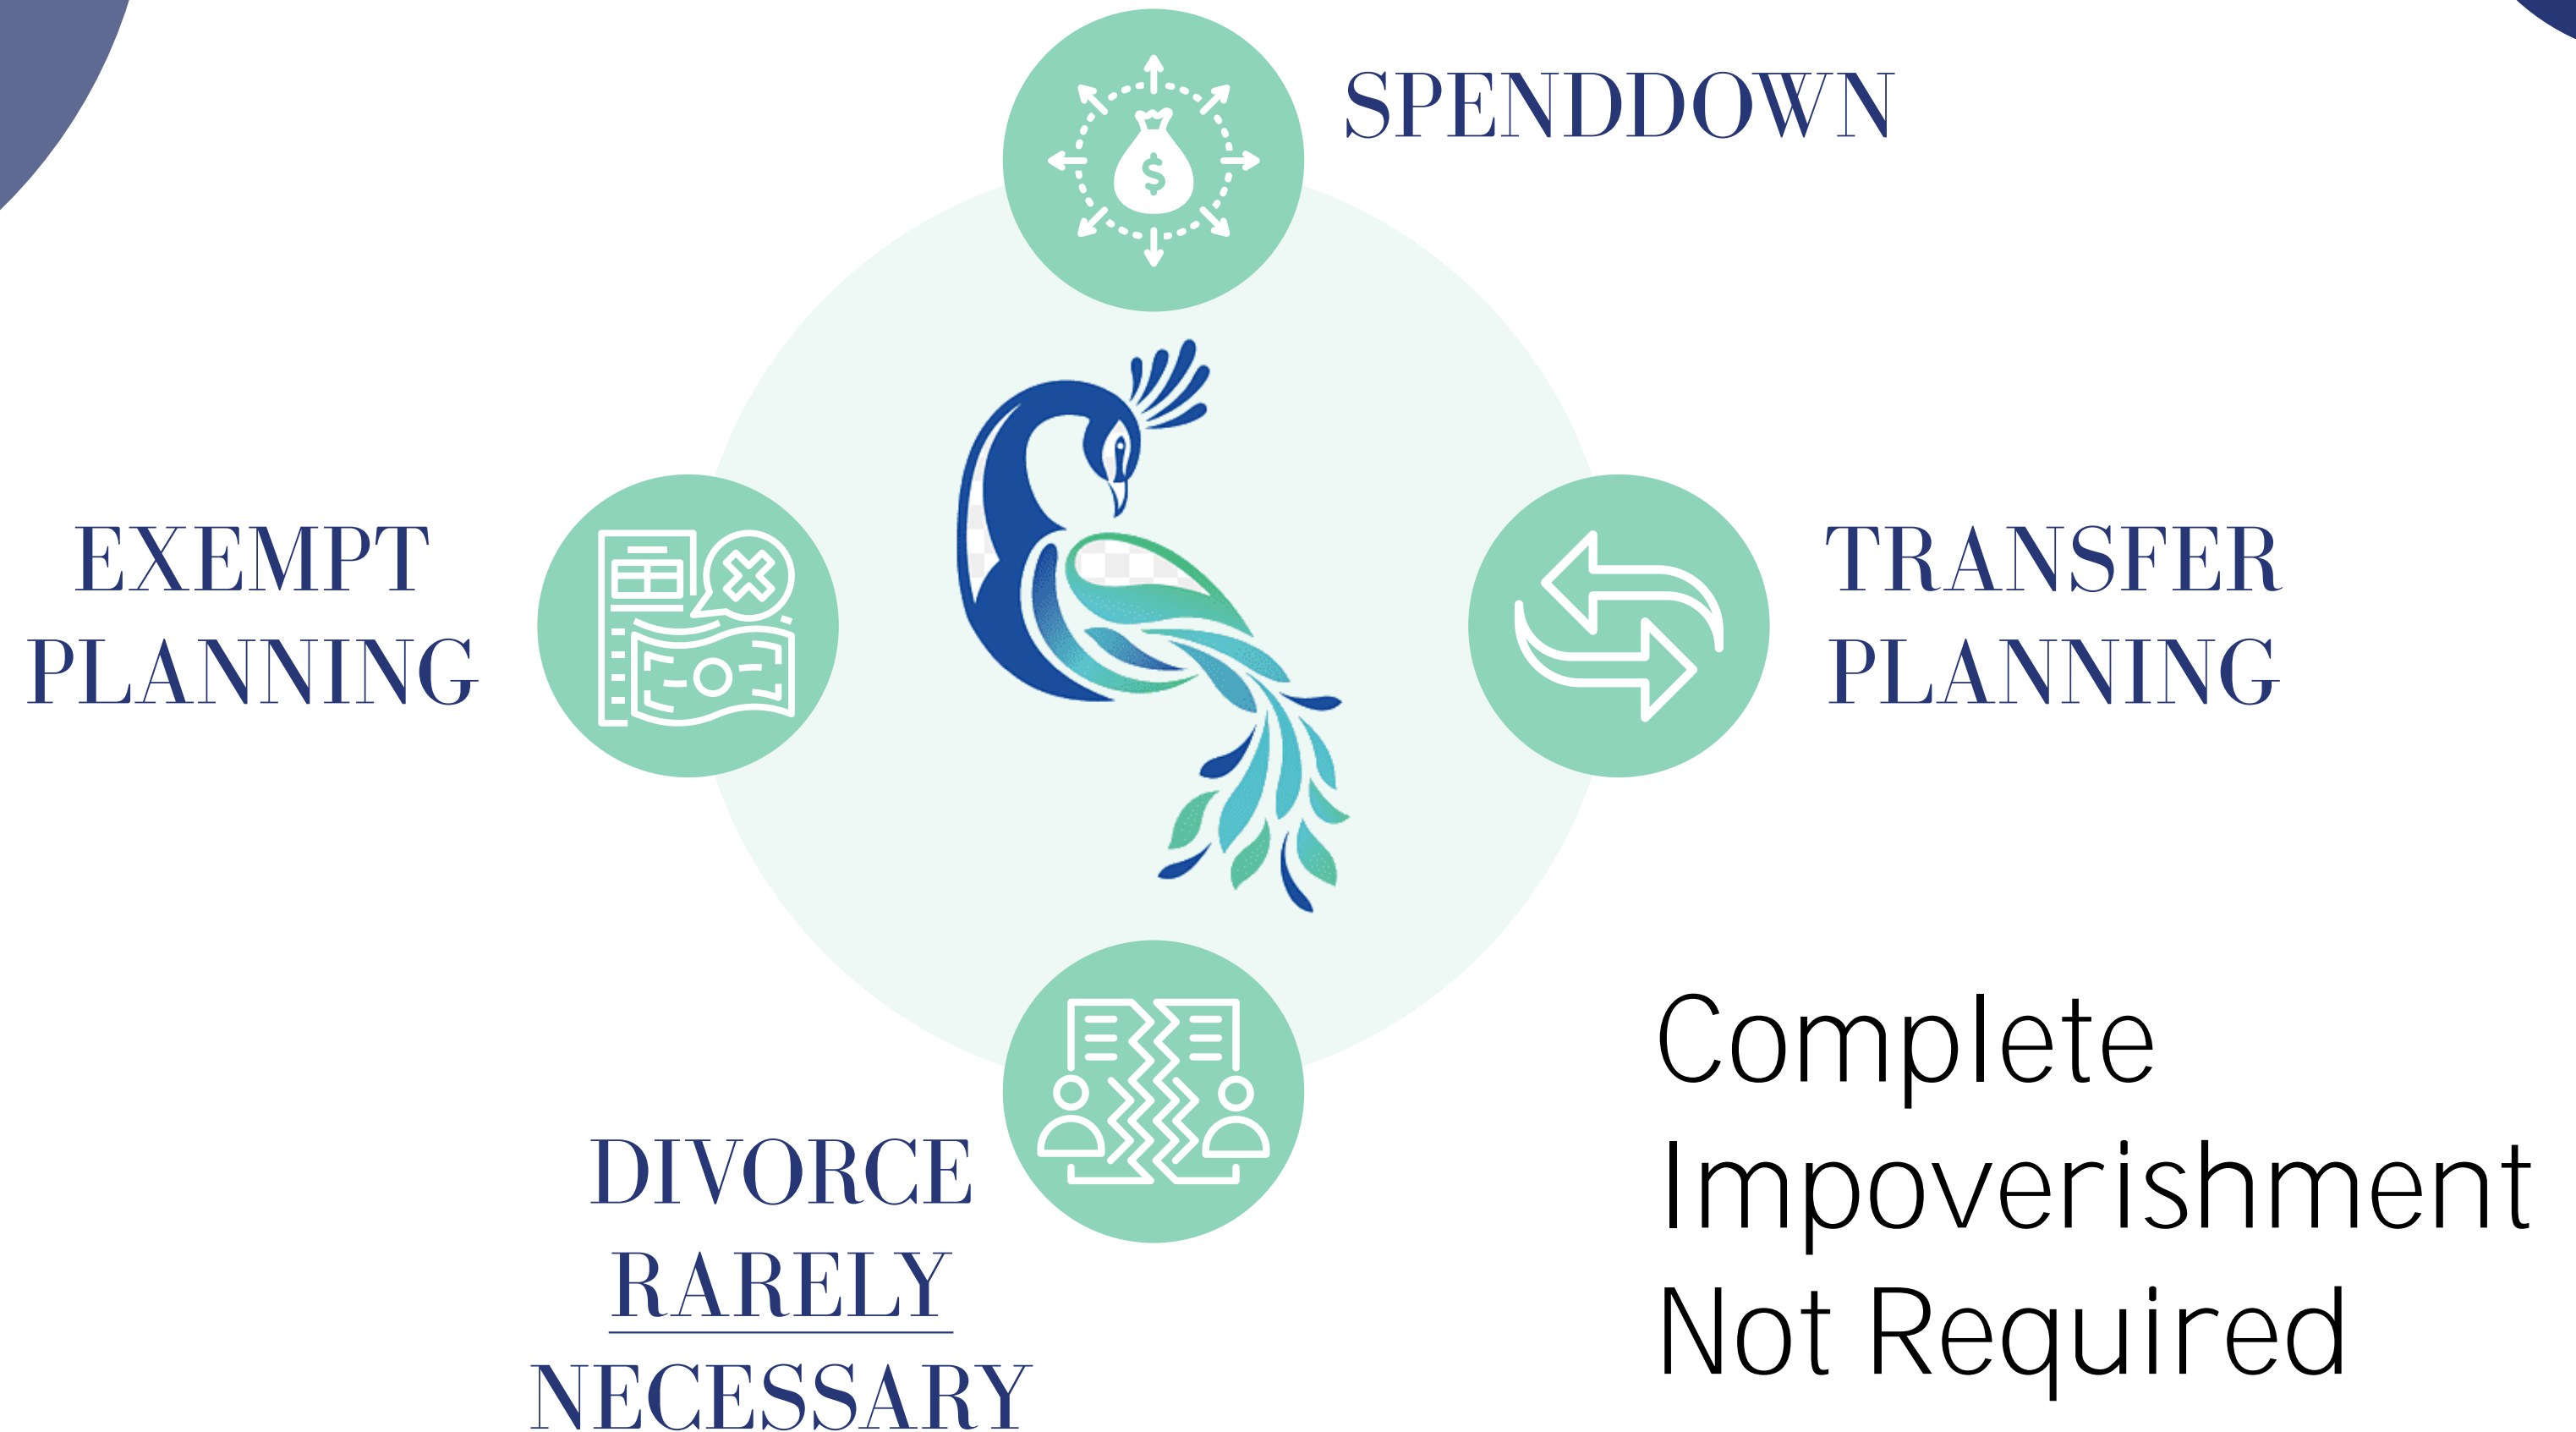 SPENDDOWN
EXEMPT
PLANNING
TRANSFER
PLANNING
DIVORCE
RARELY
NECESSARY
Complete
Impoverishment
Not Required